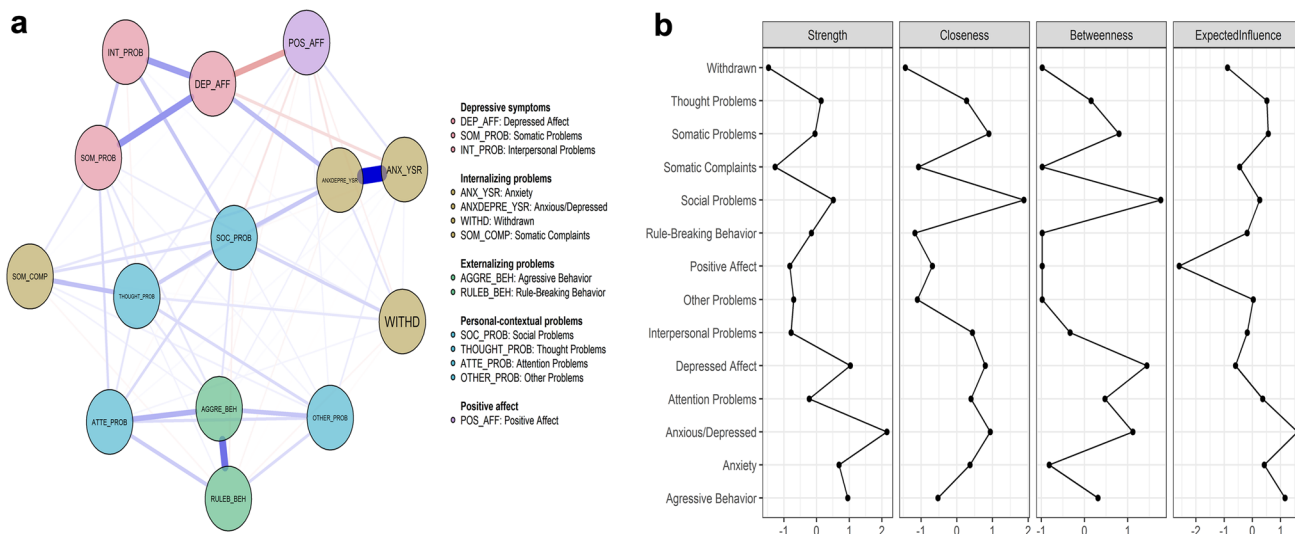 a
INT_PROB
POS_AFF
DEP_AFF
SOM_PROB
ANXDEPRE_YSR
ANX_YSR
SOC_PROB
SOM_COMP
THOUGHT_PROB
WITHD
ATTE_PROB
AGGRE_BEH
OTHER_PROB
RULEB_BEH
Depressive symptoms
DEP_AFF: Depressed Affect
SOM_PROB: Somatic Problems
INT_PROB: Interpersonal Problems
Internalizing problems
ANX_YSR: Anxiety
ANXDEPRE_YSR: Anxious/Depressed
WITHD: Withdrawn
SOM_COMP: Somatic Complaints
Externalizing problems
AGGRE_BEH: Agressive Behavior
RULEB_BEH: Rule-Breaking Behavior
Personal-contextual problems
SOC_PROB: Social Problems
THOUGHT_PROB: Thought Problems
ATTE_PROB: Attention Problems
OTHER_PROB: Other Problems
Positive affect
POS_AFF: Positive Affect
b
Strength Closeness Betweenness ExpectedInfluence
Withdrawn
Thought Problems
Somatic Problems
Somatic Complaints
Social Problems
Rule-Breaking Behavior
Positive Affect
Other Problems
Interpersonal Problems
Depressed Affect
Attention Problems
Anxious/Depressed
Anxiety
Agressive Behavior
-1 0 1 2 -1 0 1 2 -1 0 1 -2 -1 0 1